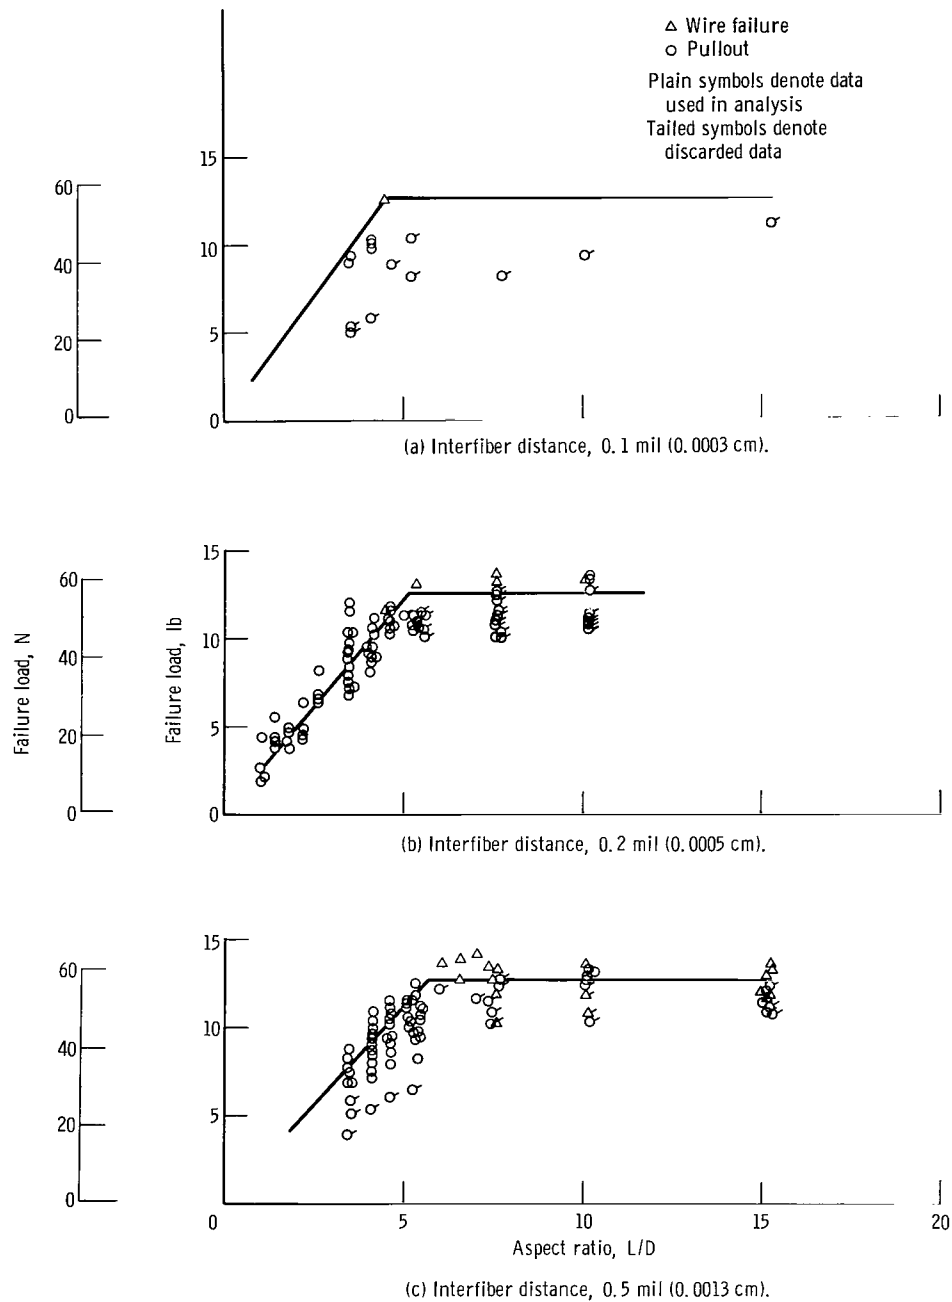 Wire failure
Pullout
Plain symbols denote data
used in analysis
Tailed symbols denote
discarded data
15
10
5
0
60
40
20
0
(a) Interfiber distance, 0.1 mil (0.0003 cm).
Failure load, N
60
40
20
0
Failure load, lb
15
10
5
0
(b) Interfiber distance, 0.2 mil (0.0005 cm).
60
40
20
0
15
10
5
0 5 10 15 20
Aspect ratio, L/D
(c) Interfiber distance, 0.5 mil (0.0013 cm).